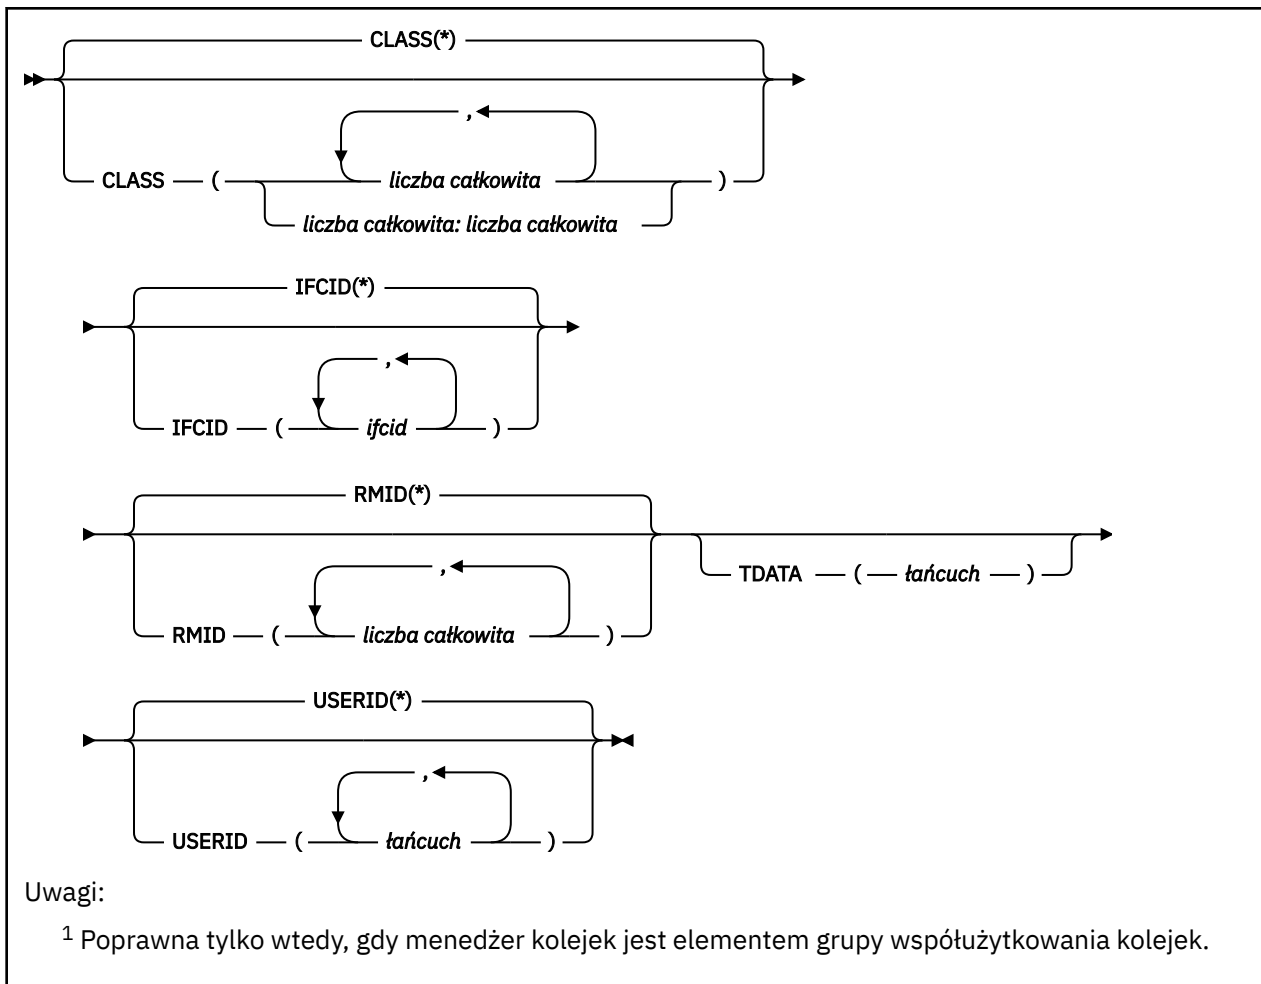 CLASS(*)
,
CLASS ( liczba całkowita )
liczba całkowita: liczba całkowita
IFCID(*)
,
IFCID ( ifcid )
RMID(*)
,
TDATA ( łańcuch )
RMID ( liczba całkowita )
USERID(*)
,
USERID ( łańcuch )
Uwagi:
1 Poprawna tylko wtedy, gdy menedżer kolejek jest elementem grupy współużytkowania kolejek.